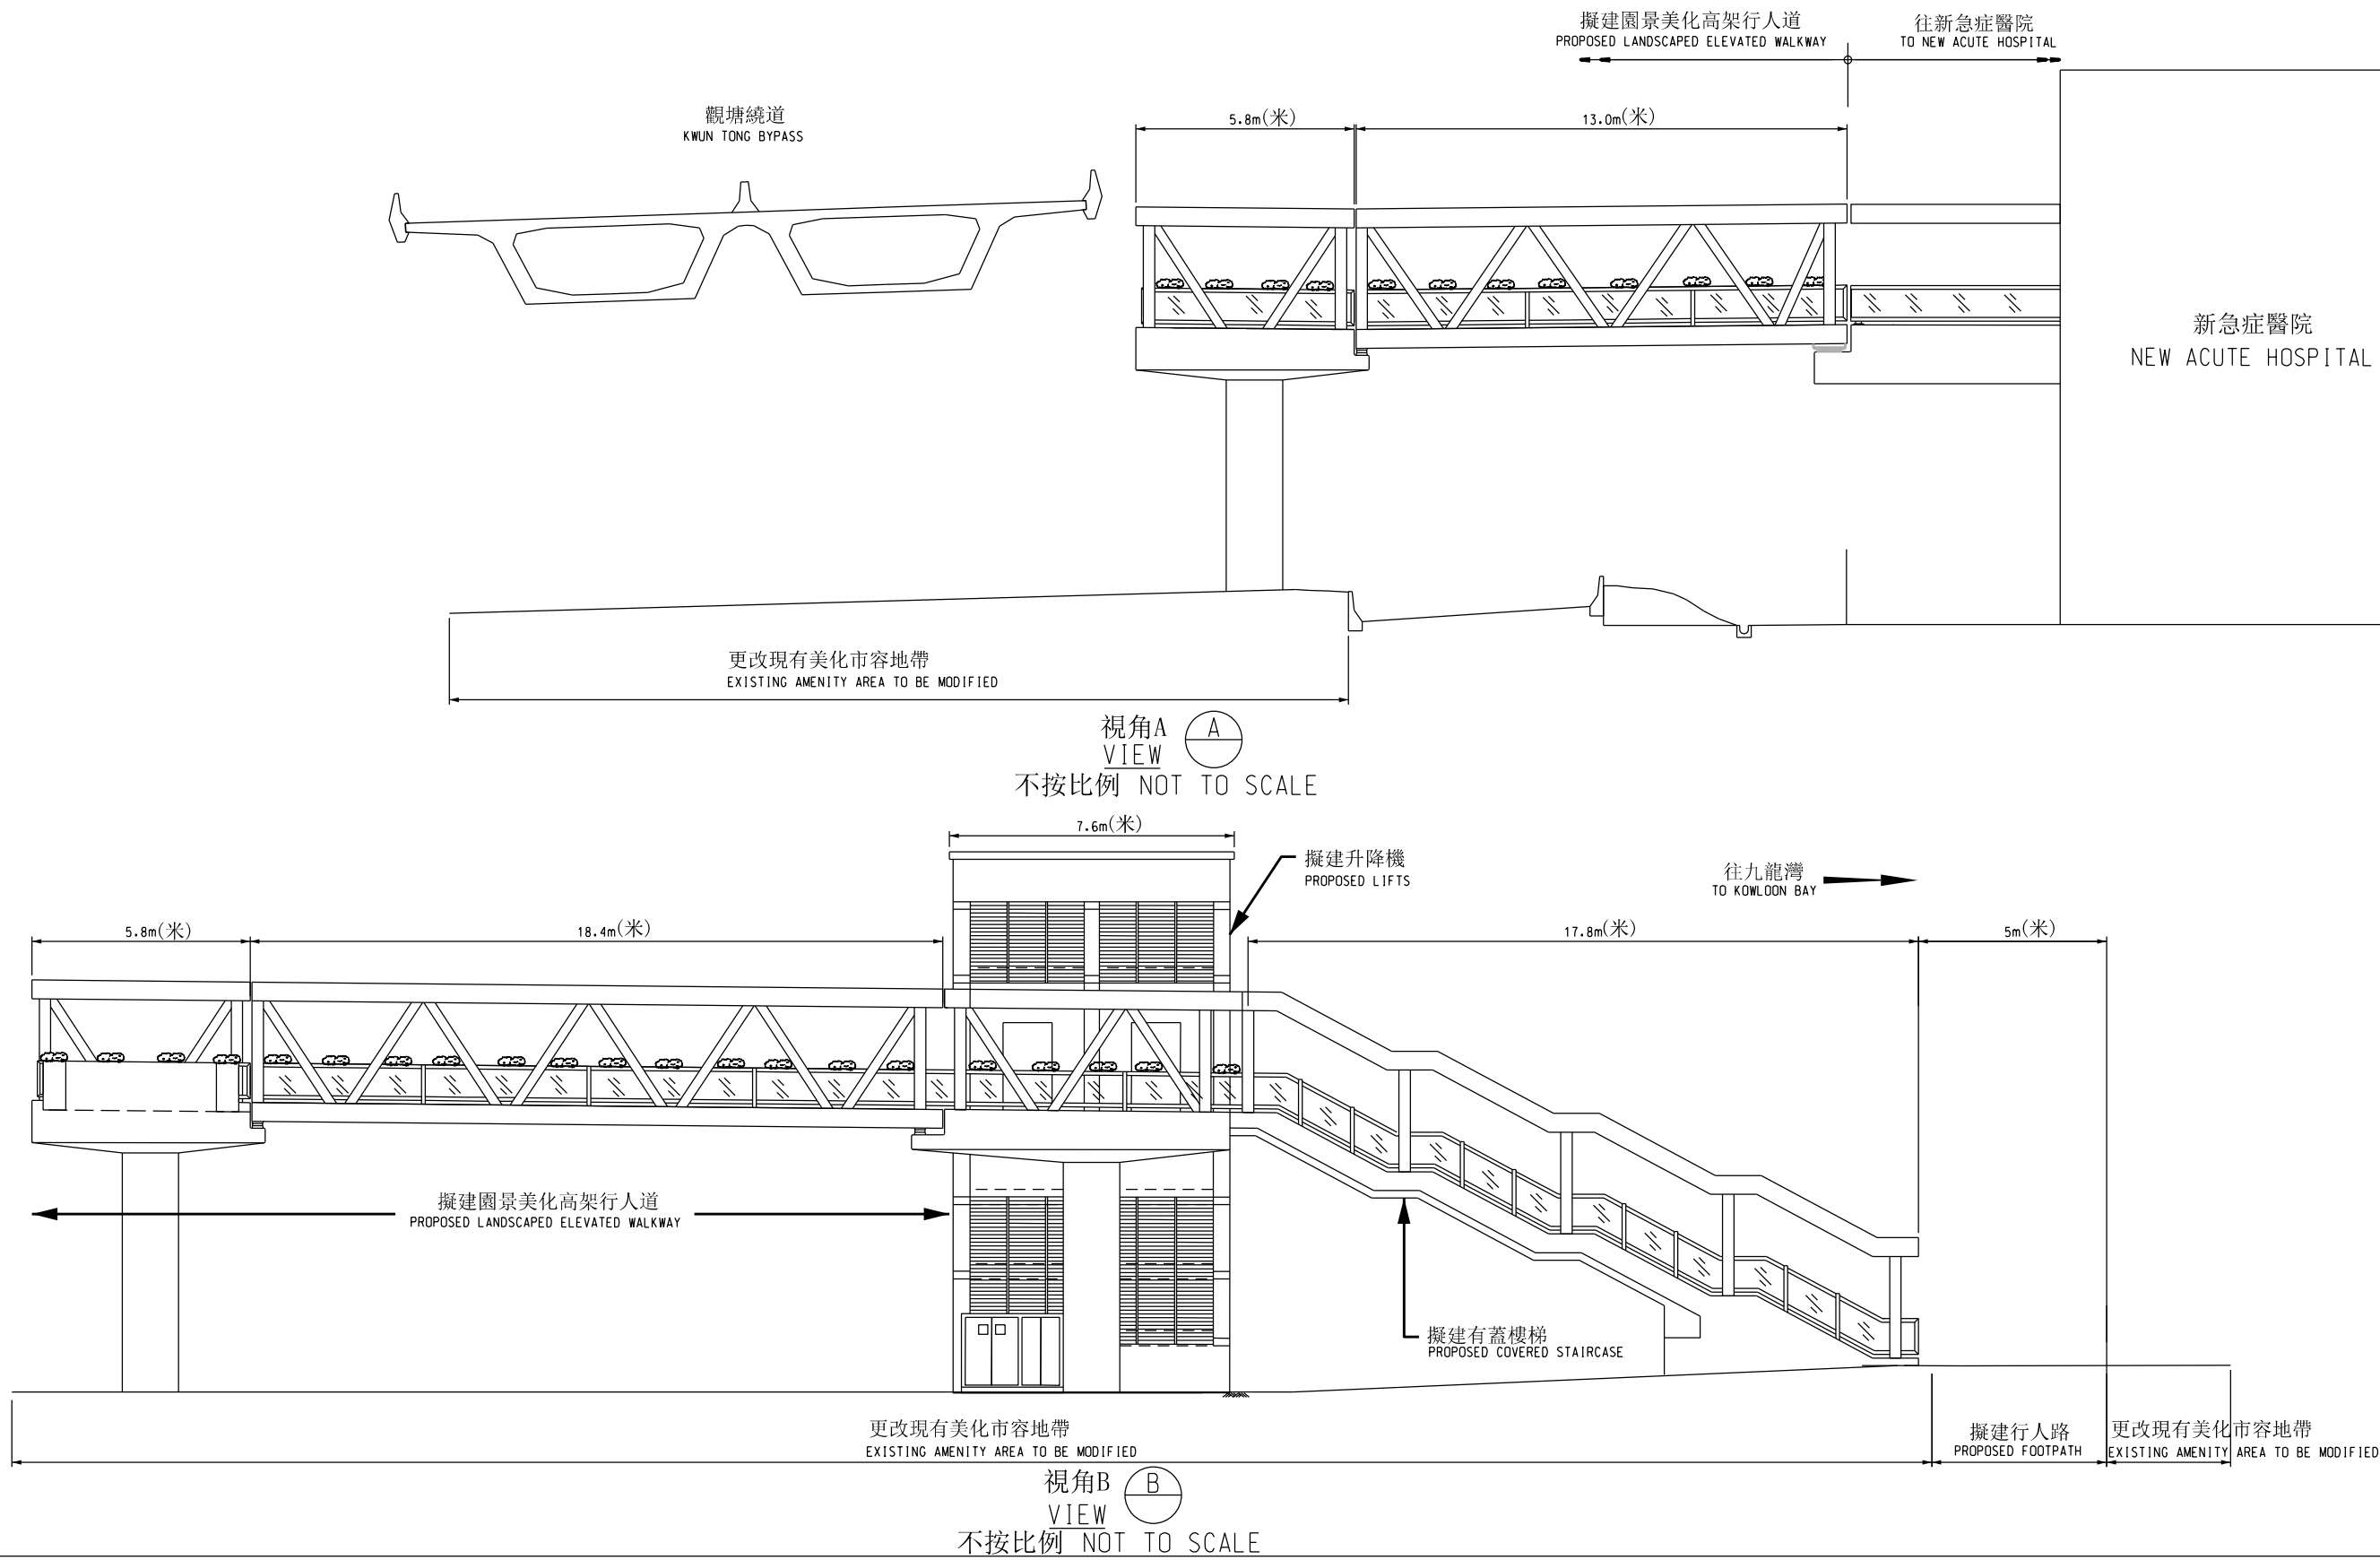 擬建園景美化高架行人道
PROPOSED LANDSCAPED ELEVATED WALKWAY
往新急症醫院
TO NEW ACUTE HOSPITAL
觀塘繞道
KWUN TONG BYPASS
5.8m(米)
13.0m(米)
新急症醫院
NEW ACUTE HOSPITAL
更改現有美化市容地帶
EXISTING AMENITY AREA TO BE MODIFIED
視角A
VIEW
A
不按比例 NOT TO SCALE
7.6m(米)
擬建升降機
PROPOSED LIFTS
往九龍灣
TO KOWLOON BAY
5.8m(米)
18.4m(米)
17.8m(米)
5m(米)
擬建園景美化高架行人道
PROPOSED LANDSCAPED ELEVATED WALKWAY
擬建有蓋樓梯
PROPOSED COVERED STAIRCASE
更改現有美化市容地帶
EXISTING AMENITY AREA TO BE MODIFIED
擬建行人路
PROPOSED FOOTPATH
更改現有美化市容地帶
EXISTING AMENITY AREA TO BE MODIFIED
視角B
VIEW
B
不按比例 NOT TO SCALE